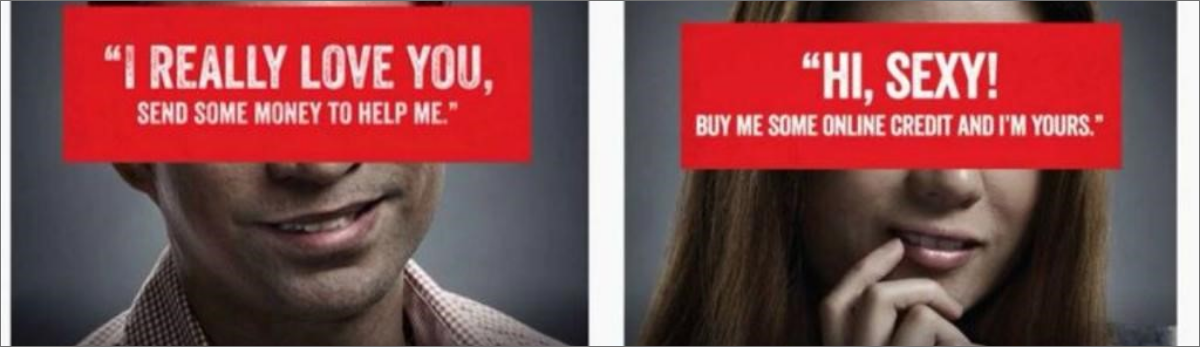 “I REALLY LOVE YOU,
SEND SOME MONEY TO HELP ME.”
“HI, SEXY!
BUY ME SOME ONLINE CREDIT AND I'M YOURS.”